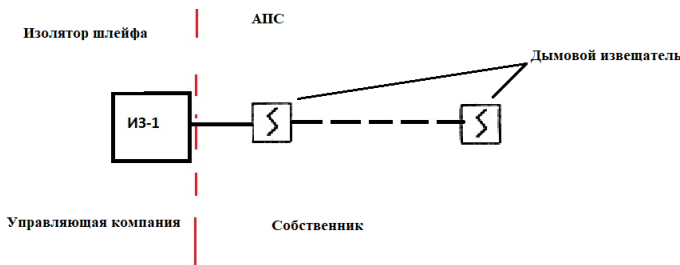 АПС
Изолятор шлейфа
Дымовой извещатель
ИЗ-1
Управляющая компания
Собственник